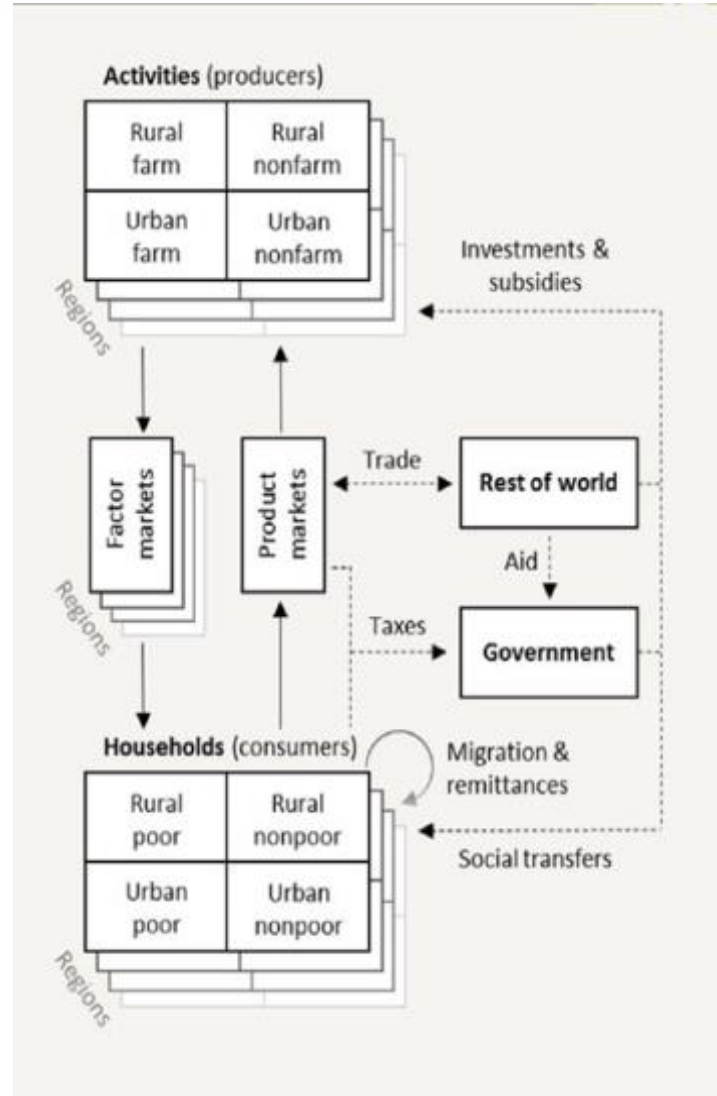 Activities (producers)
Rural
farm
Rural
nonfarm
Urban
farm
Urban
nonfarm
Regions
Investments &
subsidies
Factor
markets
Product
markets
Trade
Rest of world
Aid
Regions
Taxes
Government
Households (consumers)
Migration &
remittances
Rural
poor
Rural
nonpoor
Social transfers
Urban
poor
Urban
nonpoor
Regions